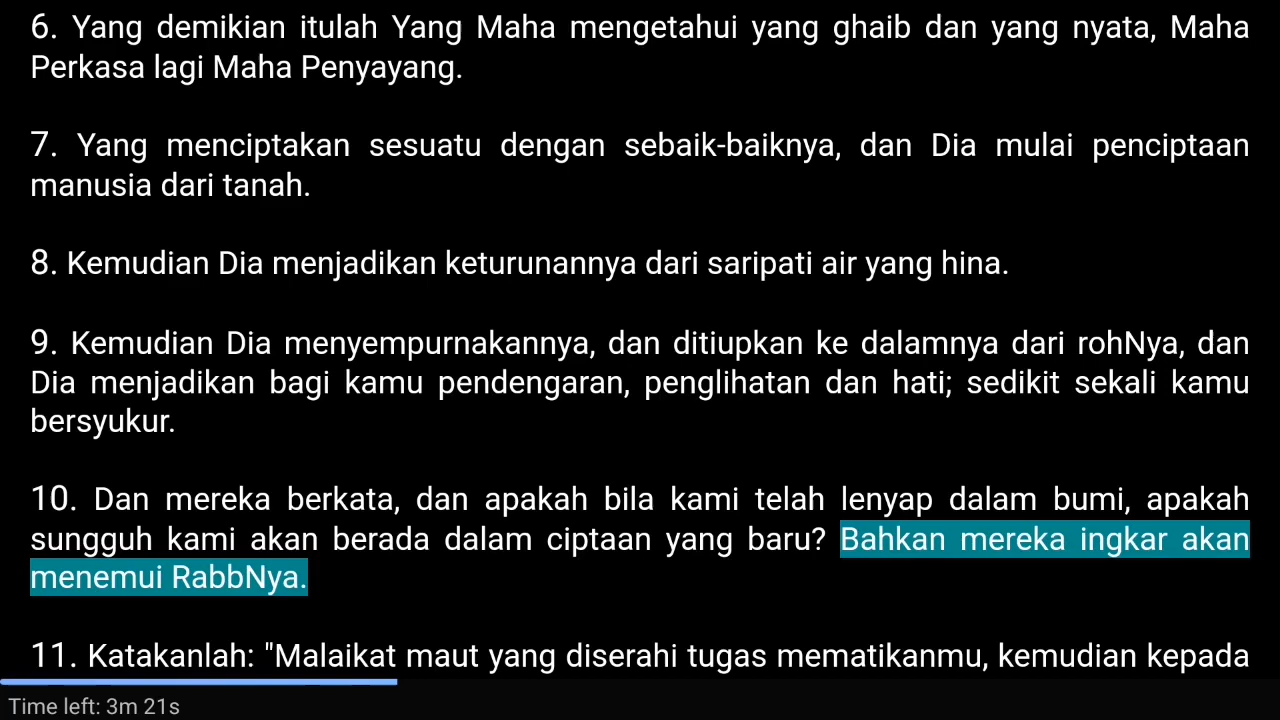 6. Yang demikian itulah Yang Maha mengetahui yang ghaib dan yang nyata, Maha
Perkasa lagi Maha Penyayang.
7. Yang menciptakan sesuatu dengan sebaik-baiknya, dan Dia mulai penciptaan
manusia dari tanah.
8. Kemudian Dia menjadikan keturunannya dari saripati air yang hina.
9. Kemudian Dia menyempurnakannya, dan ditiupkan ke dalamnya dari rohNya, dan
Dia menjadikan bagi kamu pendengaran, penglihatan dan hati; sedikit sekali kamu
bersyukur.
10. Dan mereka berkata, dan apakah bila kami telah lenyap dalam bumi, apakah
sungguh kami akan berada dalam ciptaan yang baru? Bahkan mereka ingkar akan
menemui RabbNya.
11. Katakanlah: "Malaikat maut yang diserahi tugas mematikanmu, kemudian kepada
Time left: 3m 21s